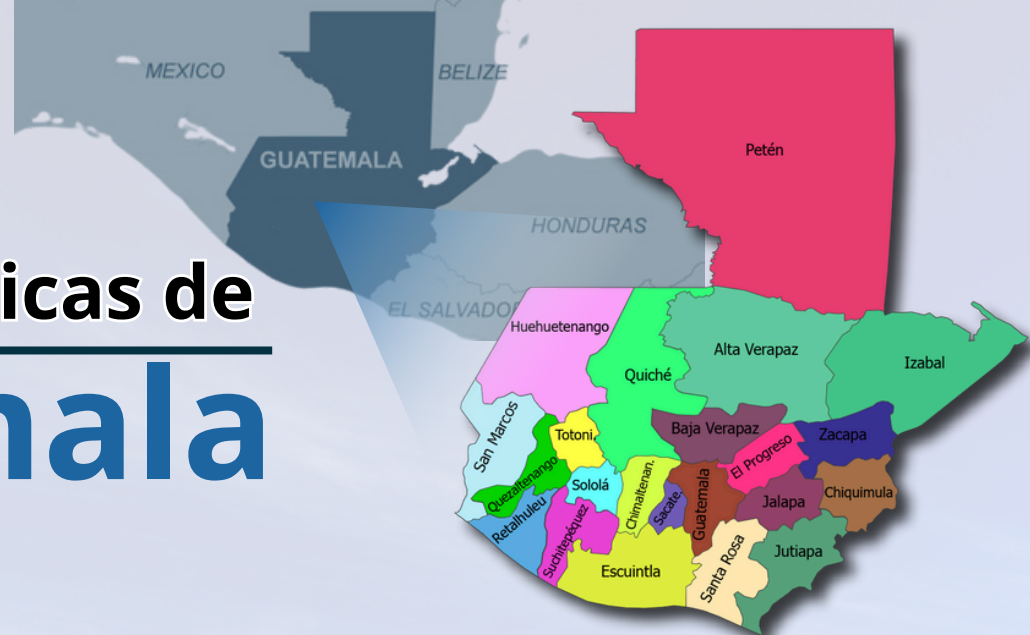 MEXICO
BELIZE
GUATEMALA
HONDURAS
EL SALVADOR
icas de
nala
Petén
Huehuetenango
Quiché
Alta Verapaz
Izabal
San Marcos
Totoni.
Baja Verapaz
El Progreso
Zacapa
Quezaltenango
Sololá
Chimaltenan.
Sacate.
Guatemala
Jalapa
Chiquimula
Retalhuleu
Suchitepéquez
Escuintla
Santa Rosa
Jutiapa